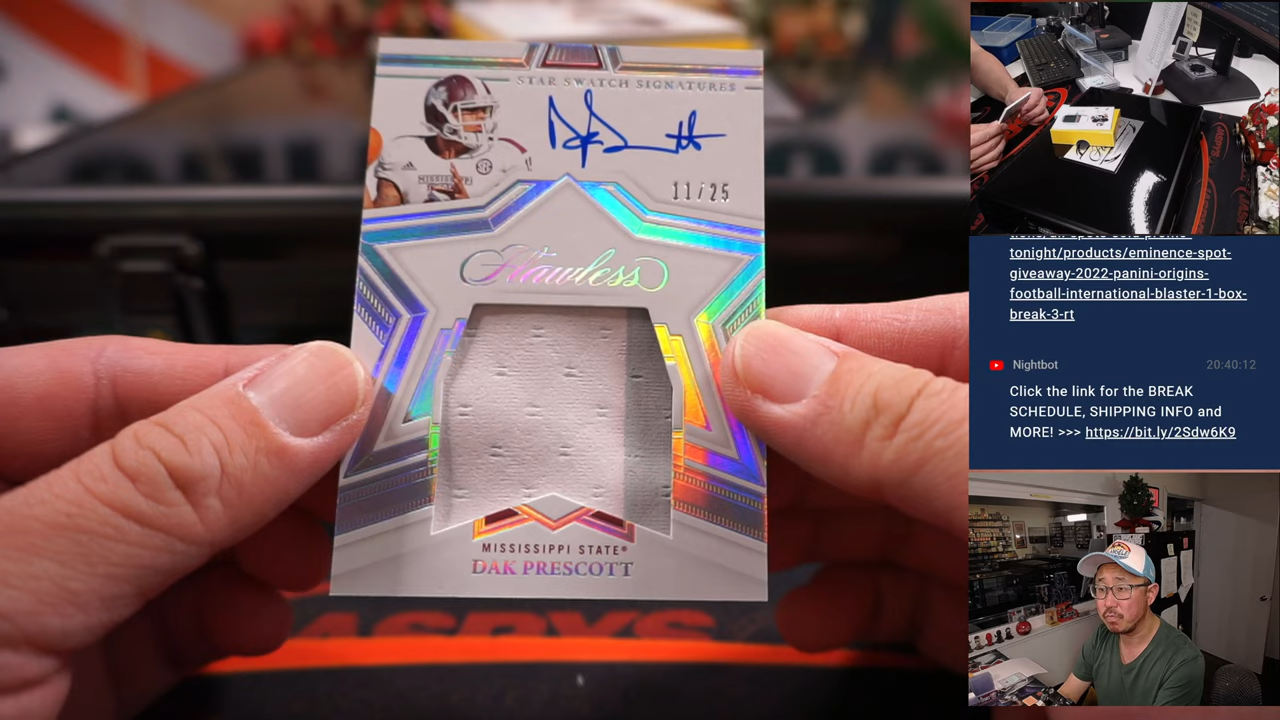 STAR SWATCH SIGNATURES
11/25
Flawless
MISSISSIPPI STATE®
DAK PRESCOTT
tonight/products/eminence-spot-
giveaway-2022-panini-origins-
football-international-blaster-1-box-
break-3-rt
Nightbot 20:40:12
Click the link for the BREAK
SCHEDULE, SHIPPING INFO and
MORE! >>> https://bit.ly/2Sdw6K9